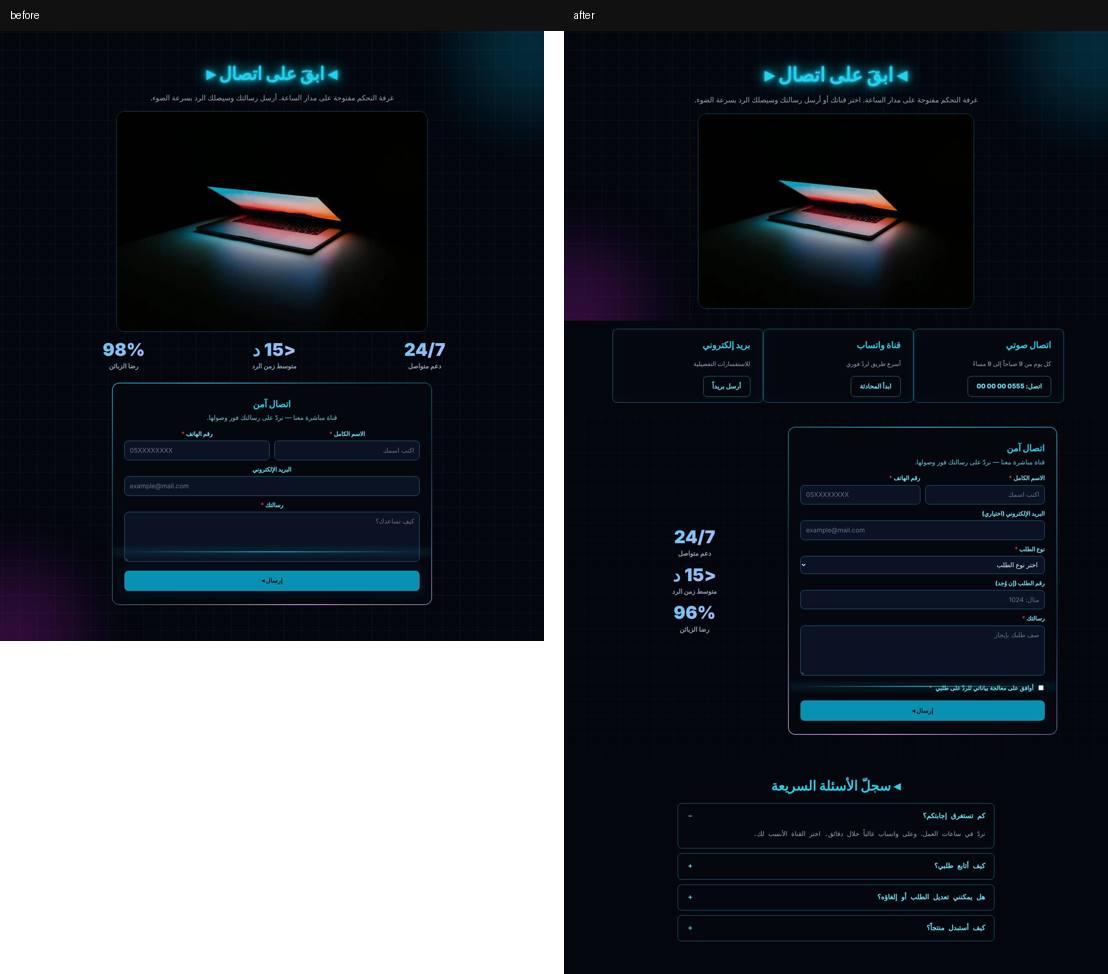 before
◄ ابقَ على اتصال ►
غرفة التحكم مفتوحة على مدار الساعة. أرسل رسالتك وسيصلك الرد بسرعة الضوء.
24/7
دعم متواصل
<15 د
متوسط زمن الرد
98%
رضا الزبائن
اتصال آمن
قناة مباشرة معنا — نردّ على رسالتك فور وصولها.
الاسم الكامل *
اكتب اسمك
رقم الهاتف *
05XXXXXXXX
البريد الإلكتروني
example@mail.com
رسالتك *
كيف نساعدك؟
إرسال ◄
after
◄ ابقَ على اتصال ►
غرفة التحكم مفتوحة على مدار الساعة. اختر قناتك أو أرسل رسالتك وسيصلك الرد بسرعة الضوء.
اتصال صوتي
كل يوم من 9 صباحاً إلى 9 مساءً
اتصل: 0555 00 00 00
قناة واتساب
أسرع طريق لردّ فوري
ابدأ المحادثة
بريد إلكتروني
للاستفسارات التفصيلية
أرسل بريداً
اتصال آمن
قناة مباشرة معنا — نردّ على رسالتك فور وصولها.
الاسم الكامل *
اكتب اسمك
رقم الهاتف *
05XXXXXXXX
البريد الإلكتروني (اختياري)
example@mail.com
نوع الطلب *
اختر نوع الطلب
رقم الطلب (إن وُجد)
مثال: 1024
رسالتك *
صف طلبك بإيجاز
أوافق على معالجة بياناتي للردّ على طلبي *
إرسال ◄
24/7
دعم متواصل
<15 د
متوسط زمن الرد
96%
رضا الزبائن
◄ سجلّ الأسئلة السريعة
كم تستغرق إجابتكم؟ −
نردّ في ساعات العمل، وعلى واتساب غالباً خلال دقائق. اختر القناة الأنسب لك.
كيف أتابع طلبي؟ +
هل يمكنني تعديل الطلب أو إلغاؤه؟ +
كيف أستبدل منتجاً؟ +